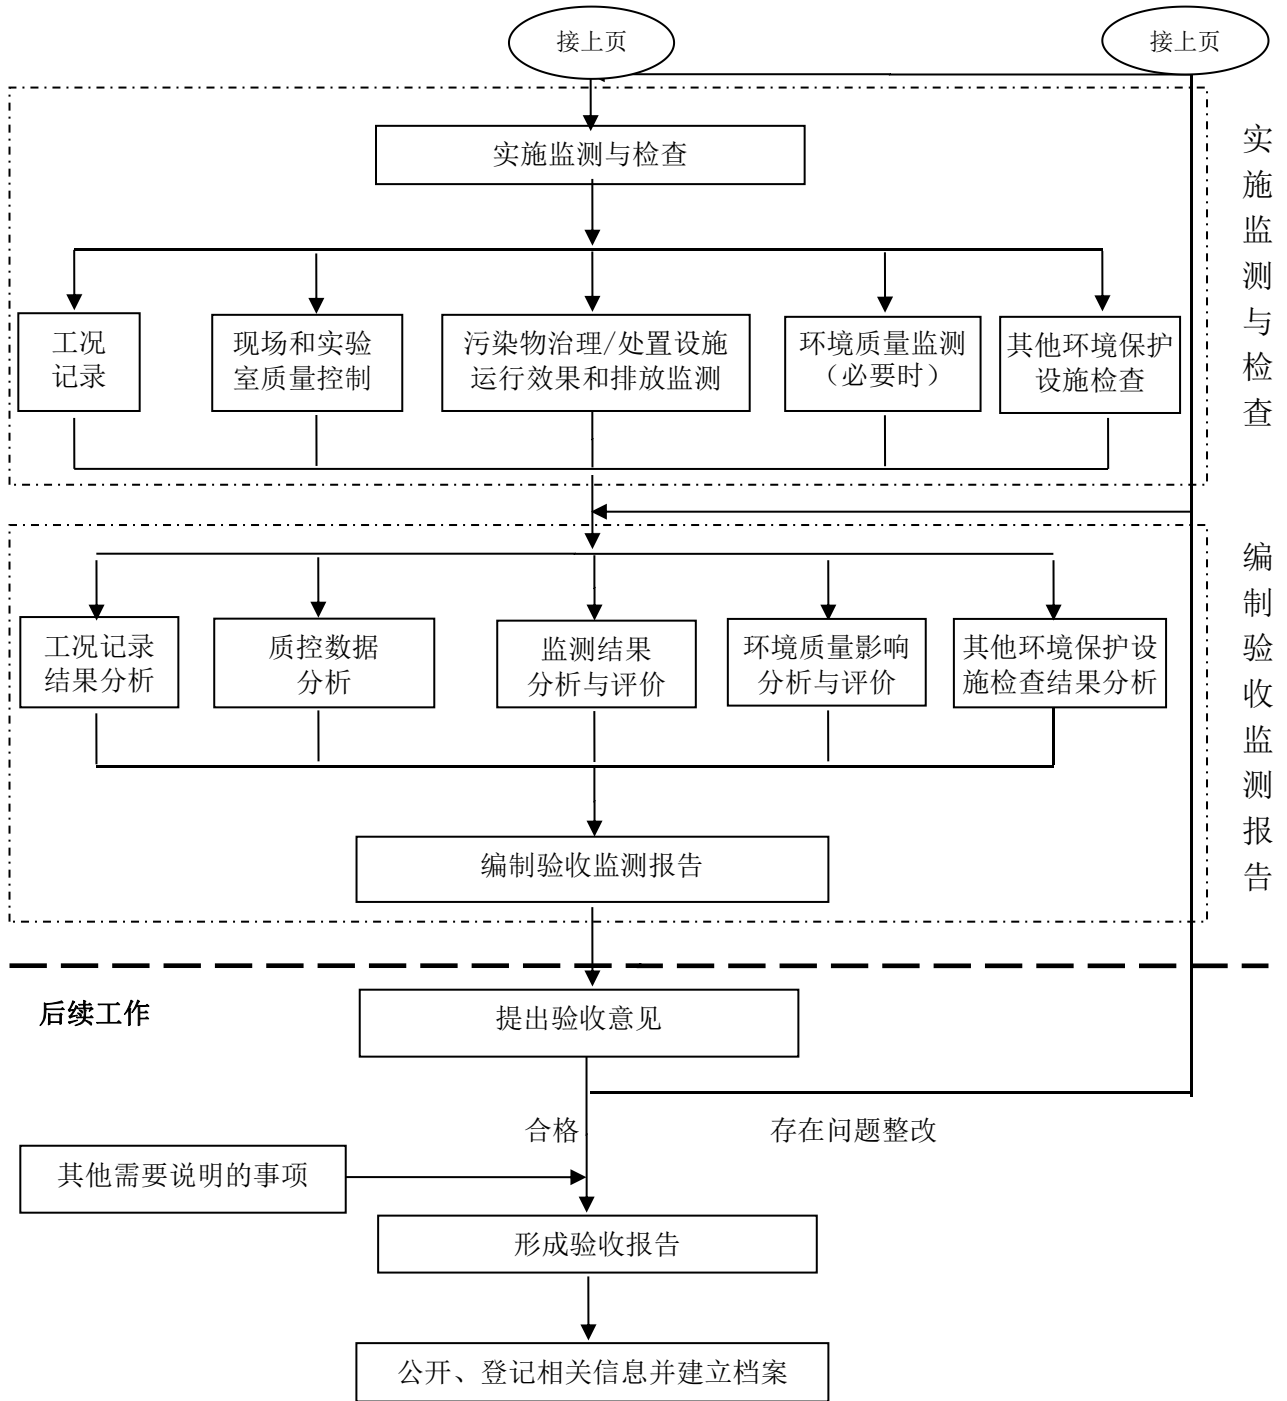 接上页
接上页
实施监测与检查
实施监测与检查
工况
记录
现场和实验
室质量控制
污染物治理/处置设施
运行效果和排放监测
环境质量监测
（必要时）
其他环境保护
设施检查
编制验收监测报告
工况记录
结果分析
质控数据
分析
监测结果
分析与评价
环境质量影响
分析与评价
其他环境保护设
施检查结果分析
编制验收监测报告
后续工作
提出验收意见
合格
存在问题整改
其他需要说明的事项
形成验收报告
公开、登记相关信息并建立档案